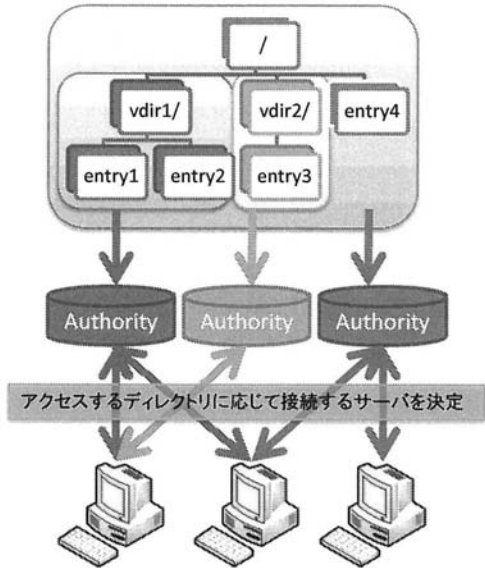 /
vdir1/
vdir2/
entry4
entry1
entry2
entry3
Authority
Authority
Authority
アクセスするディレクトリに応じて接続するサーバを決定